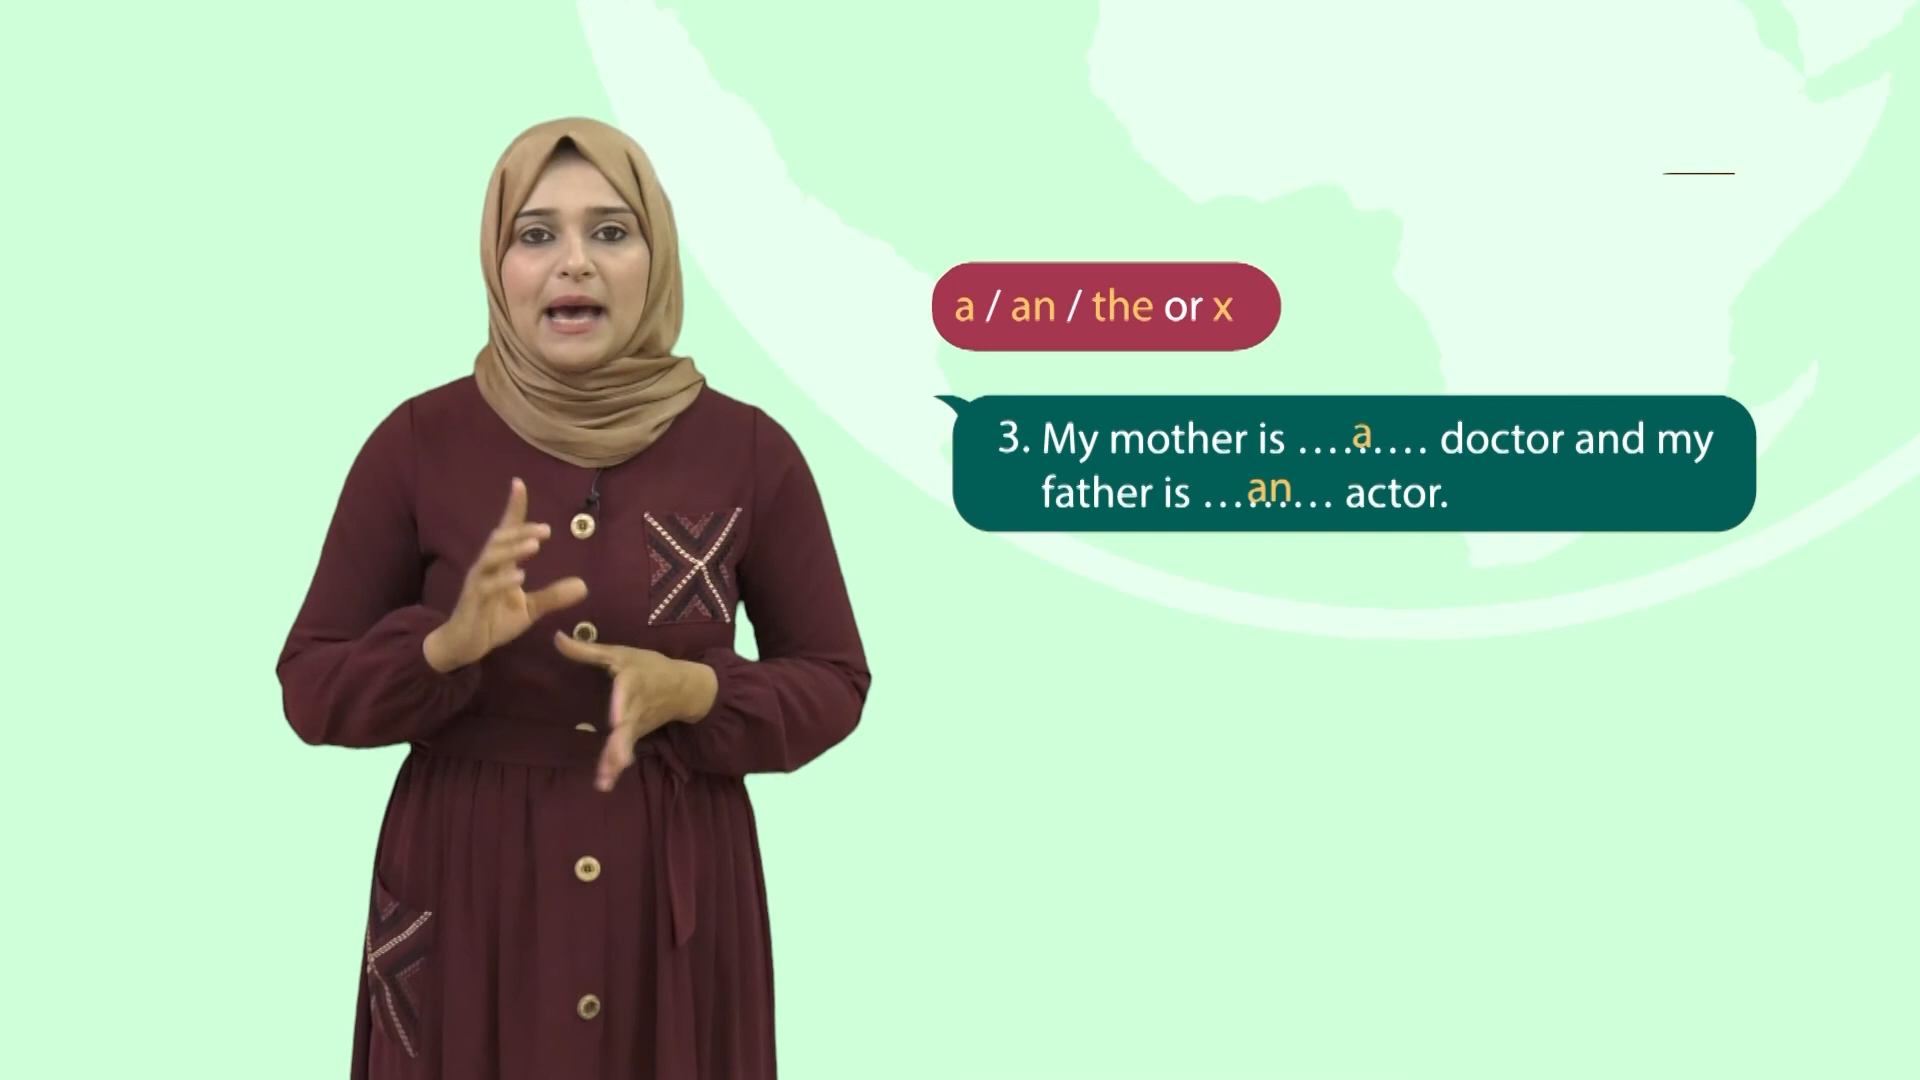 a / an / the or x
3. My mother is ....a.... doctor and my
father is ...an... actor.